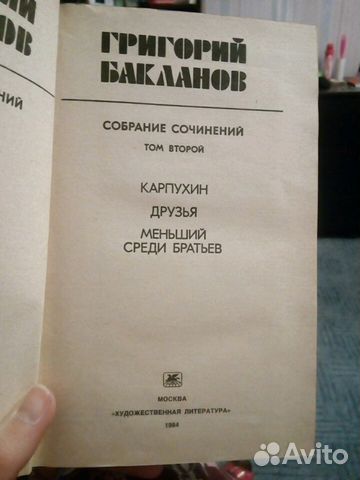 ГРИГОРИЙ
БАКЛАНОВ
СОБРАНИЕ СОЧИНЕНИЙ
ТОМ ВТОРОЙ
КАРПУХИН
ДРУЗЬЯ
МЕНЬШИЙ
СРЕДИ БРАТЬЕВ
МОСКВА
«ХУДОЖЕСТВЕННАЯ ЛИТЕРАТУРА»
1984
Avito